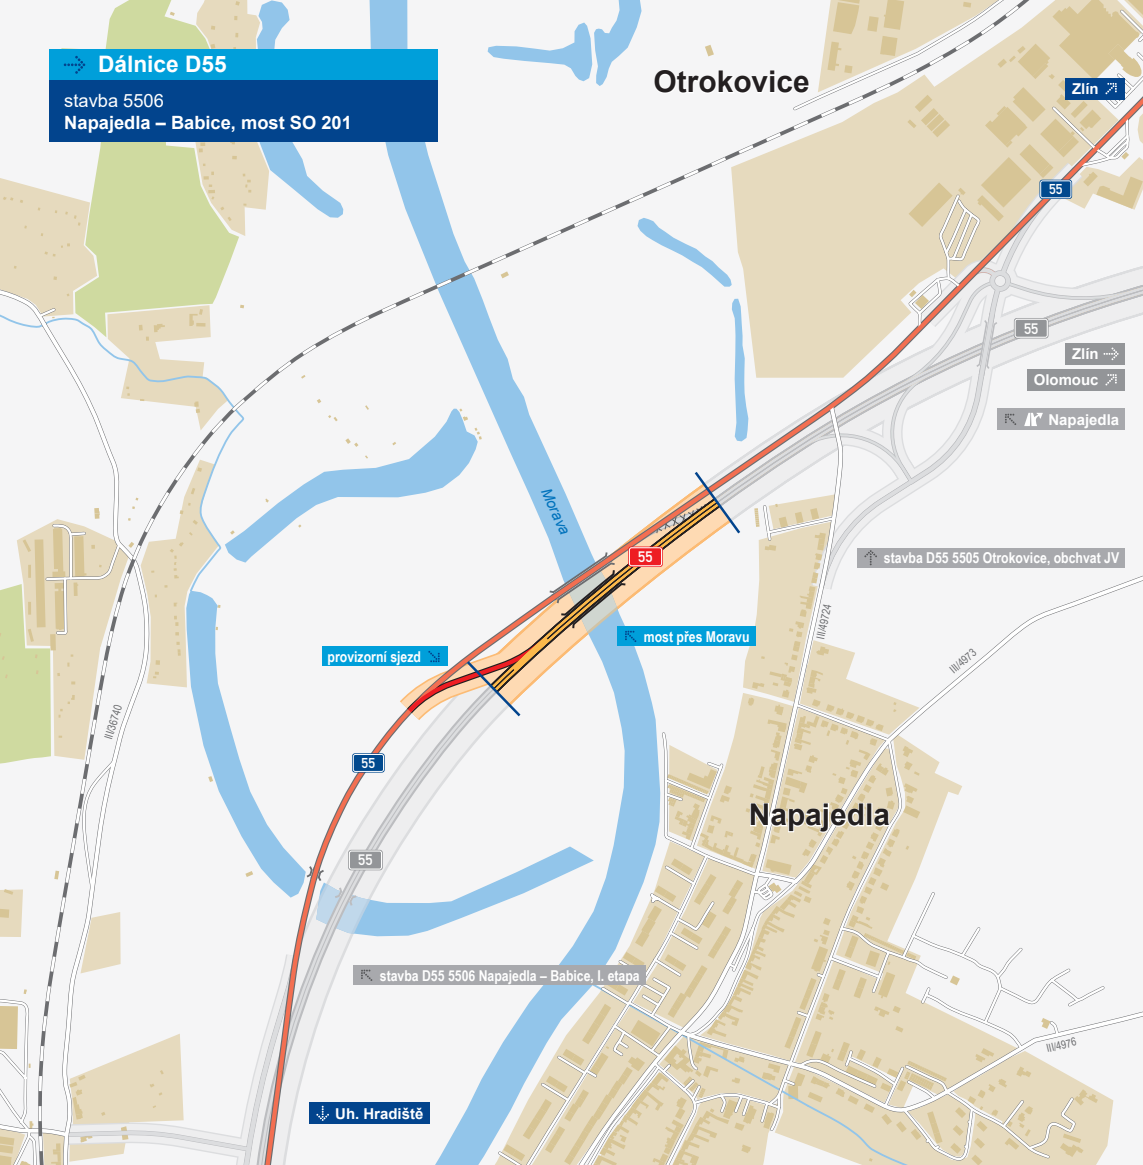 Dálnice D55
stavba 5506
Napajedla – Babice, most SO 201
Otrokovice
Zlín
55
55
Zlín
Olomouc
Napajedla
Morava
55
stavba D55 5505 Otrokovice, obchvat JV
III/49724
most přes Moravu
provizorní sjezd
III/4973
III/36740
55
Napajedla
55
stavba D55 5506 Napajedla – Babice, I. etapa
III/4976
Uh. Hradiště